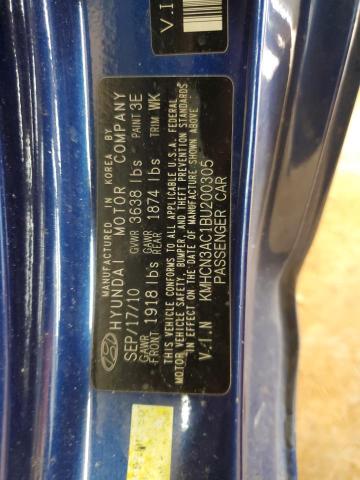 MANUFACTURED IN KOREA BY
HYUNDAI MOTOR COMPANY
SEP/17/10 GVWR 3638 lbs PAINT 3E
GAWR FRONT 1918 lbs GAWR REAR 1874 lbs TRIM WK
THIS VEHICLE CONFORMS TO ALL APPLICABLE U.S.A. FEDERAL
MOTOR VEHICLE SAFETY, BUMPER, AND THEFT PREVENTION STANDARDS
IN EFFECT ON THE DATE OF MANUFACTURE SHOWN ABOVE.
V.I.N KMHCN3AC1BU200305
PASSENGER CAR
V.I